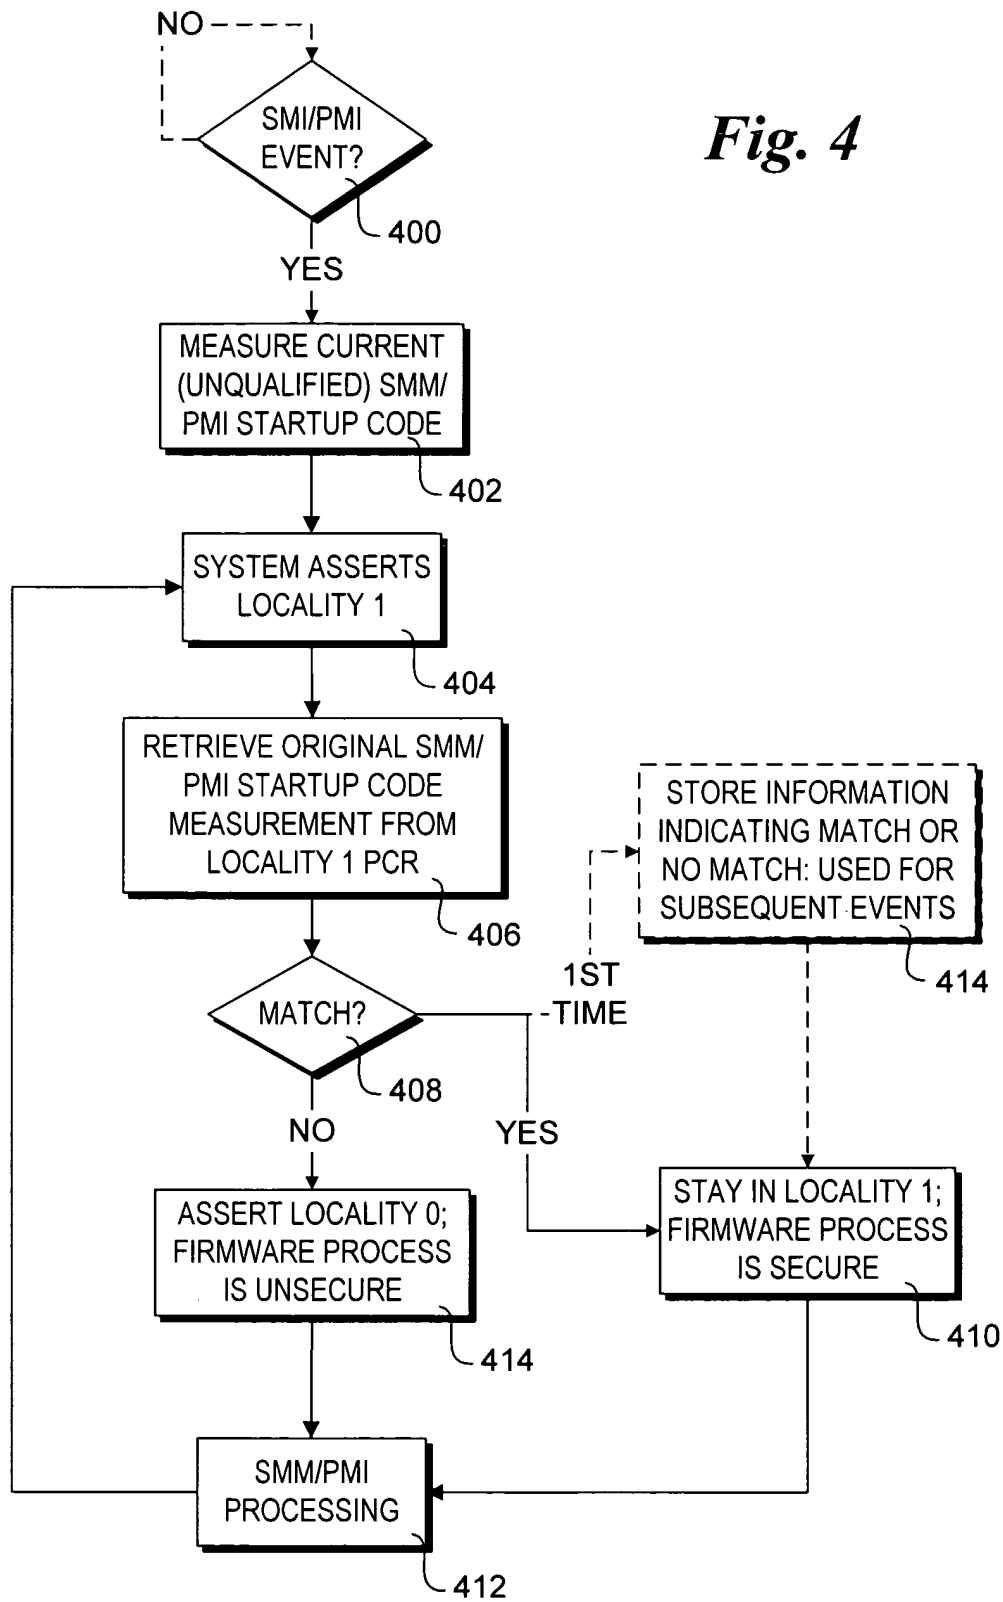 NO
Fig. 4
SMI/PMI
EVENT?
400
YES
MEASURE CURRENT
(UNQUALIFIED) SMM/
PMI STARTUP CODE
402
SYSTEM ASSERTS
LOCALITY 1
404
RETRIEVE ORIGINAL SMM/
PMI STARTUP CODE
MEASUREMENT FROM
LOCALITY 1 PCR
406
STORE INFORMATION
INDICATING MATCH OR
NO MATCH: USED FOR
SUBSEQUENT EVENTS
414
1ST
TIME
MATCH?
408
NO
YES
ASSERT LOCALITY 0;
FIRMWARE PROCESS
IS UNSECURE
414
STAY IN LOCALITY 1;
FIRMWARE PROCESS
IS SECURE
410
SMM/PMI
PROCESSING
412